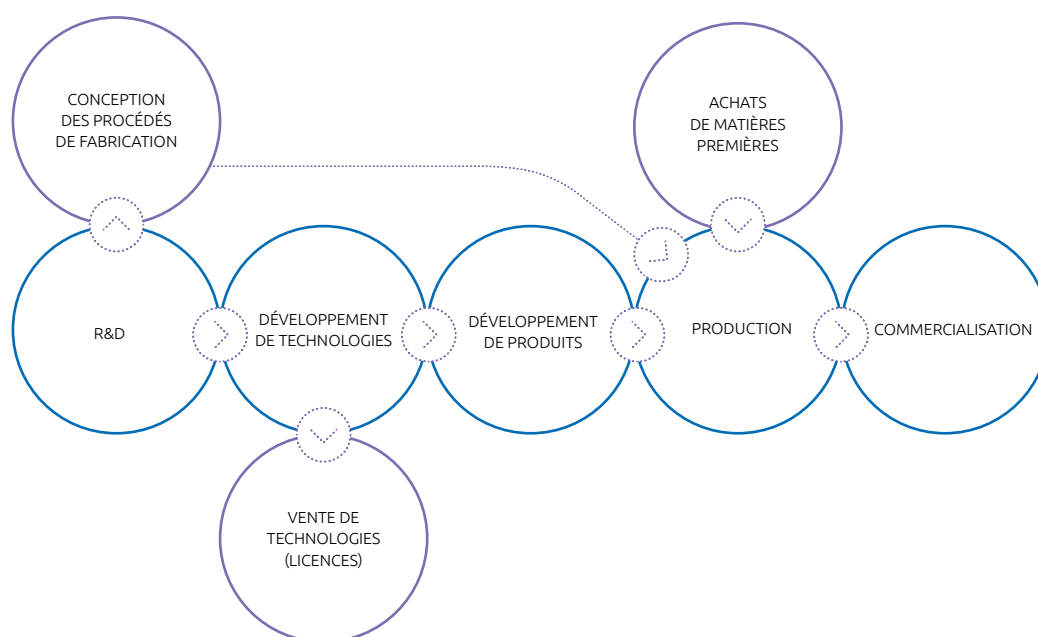 CONCEPTION
DES PROCÉDÉS
DE FABRICATION
ACHATS
DE MATIÈRES
PREMIÈRES
R&D
DÉVELOPPEMENT
DE TECHNOLOGIES
DÉVELOPPEMENT
DE PRODUITS
PRODUCTION
COMMERCIALISATION
VENTE DE
TECHNOLOGIES
(LICENCES)